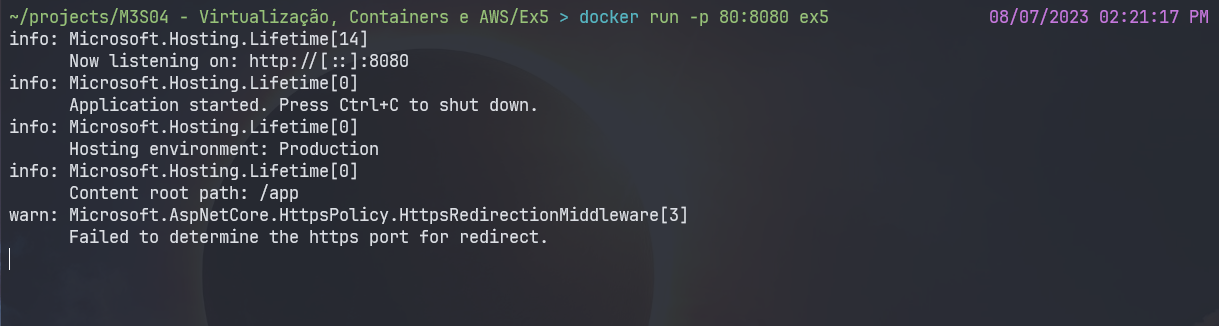 ~/projects/M3S04 - Virtualização, Containers e AWS/Ex5 > docker run -p 80:8080 ex5 08/07/2023 02:21:17 PM
info: Microsoft.Hosting.Lifetime[14]
Now listening on: http://[::]:8080
info: Microsoft.Hosting.Lifetime[0]
Application started. Press Ctrl+C to shut down.
info: Microsoft.Hosting.Lifetime[0]
Hosting environment: Production
info: Microsoft.Hosting.Lifetime[0]
Content root path: /app
warn: Microsoft.AspNetCore.HttpsPolicy.HttpsRedirectionMiddleware[3]
Failed to determine the https port for redirect.